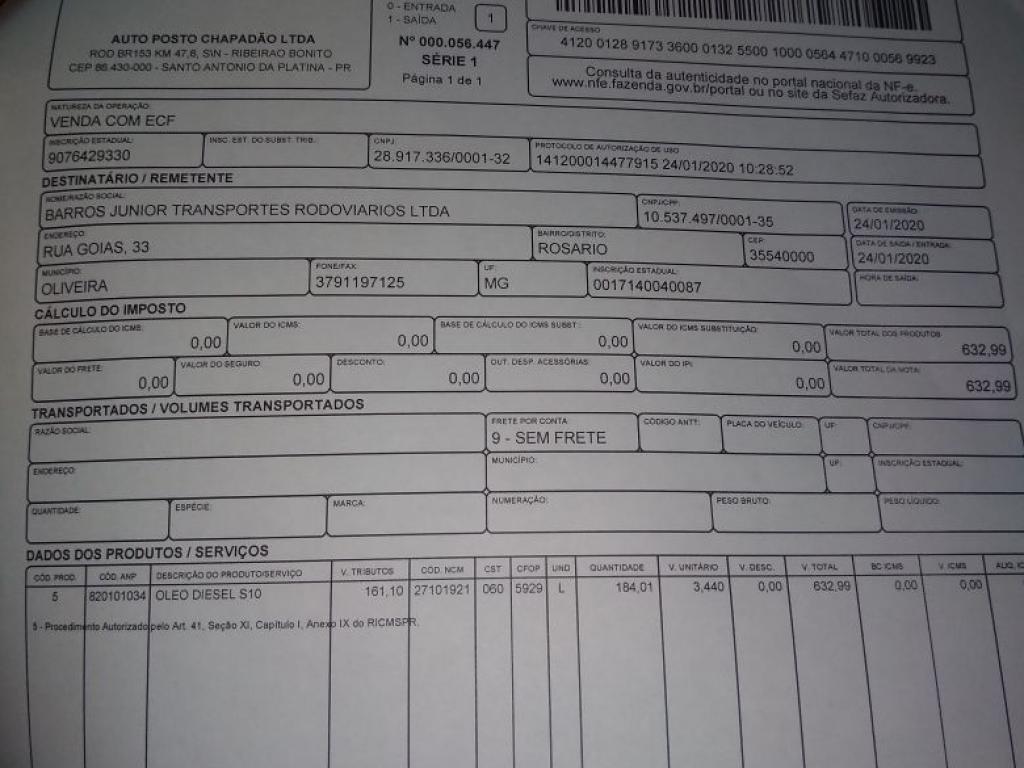 0 - ENTRADA
1 - SAÍDA
1
AUTO POSTO CHAPADÃO LTDA
ROD BR153 KM 47,6, S\N - RIBEIRAO BONITO
CEP 86.430-000 - SANTO ANTONIO DA PLATINA - PR
Nº 000.056.447
SÉRIE 1
Página 1 de 1
CHAVE DE ACESSO
4120 0128 9173 3600 0132 5500 1000 0564 4710 0056 9923
Consulta da autenticidade no portal nacional da NF-e.
www.nfe.fazenda.gov.br/portal ou no site da Sefaz Autorizadora.
NATUREZA DA OPERAÇÃO:
VENDA COM ECF
INSCRIÇÃO ESTADUAL: INSC. EST. DO SUBST. TRIB.: CNPJ: PROTOCOLO DE AUTORIZAÇÃO DE USO
9076429330 28.917.336/0001-32 141200014477915 24/01/2020 10:28:52
DESTINATÁRIO / REMETENTE
NOME/RAZÃO SOCIAL: CNPJ/CPF: DATA DE EMISSÃO:
BARROS JUNIOR TRANSPORTES RODOVIARIOS LTDA 10.537.497/0001-35 24/01/2020
ENDEREÇO: BAIRRO/DISTRITO: CEP: DATA DE SAIDA / ENTRADA:
RUA GOIAS, 33 ROSARIO 35540000 24/01/2020
MUNICÍPIO: FONE/FAX: UF: INSCRIÇÃO ESTADUAL: HORA DE SAÍDA:
OLIVEIRA 3791197125 MG 0017140040087
CÁLCULO DO IMPOSTO
BASE DE CÁLCULO DO ICMS: VALOR DO ICMS: BASE DE CÁLCULO DO ICMS SUBST.: VALOR DO ICMS SUBSTITUIÇÃO: VALOR TOTAL DOS PRODUTOS
0,00 0,00 0,00 0,00 632,99
VALOR DO FRETE: VALOR DO SEGURO: DESCONTO: OUT. DESP. ACESSÓRIAS: VALOR DO IPI: VALOR TOTAL DA NOTA:
0,00 0,00 0,00 0,00 0,00 632,99
TRANSPORTADOS / VOLUMES TRANSPORTADOS
RAZÃO SOCIAL: FRETE POR CONTA CÓDIGO ANTT: PLACA DO VEÍCULO: UF: CNPJ/CPF:
9 - SEM FRETE
ENDEREÇO: MUNICÍPIO: UF: INSCRIÇÃO ESTADUAL:
QUANTIDADE: ESPÉCIE: MARCA: NUMERAÇÃO: PESO BRUTO: PESO LÍQUIDO:
DADOS DOS PRODUTOS / SERVIÇOS
CÓD. PROD. CÓD. ANP DESCRIÇÃO DO PRODUTO/SERVIÇO V. TRIBUTOS CÓD. NCM CST CFOP UND QUANTIDADE V. UNITÁRIO V. DESC. V. TOTAL BC ICMS V. ICMS
5 820101034 OLEO DIESEL S10 161,10 27101921 060 5929 L 184,01 3,440 0,00 632,99 0,00 0,00
5 - Procedimento Autorizado pelo Art. 41, Seção XI, Capítulo I, Anexo IX do RICMSPR.